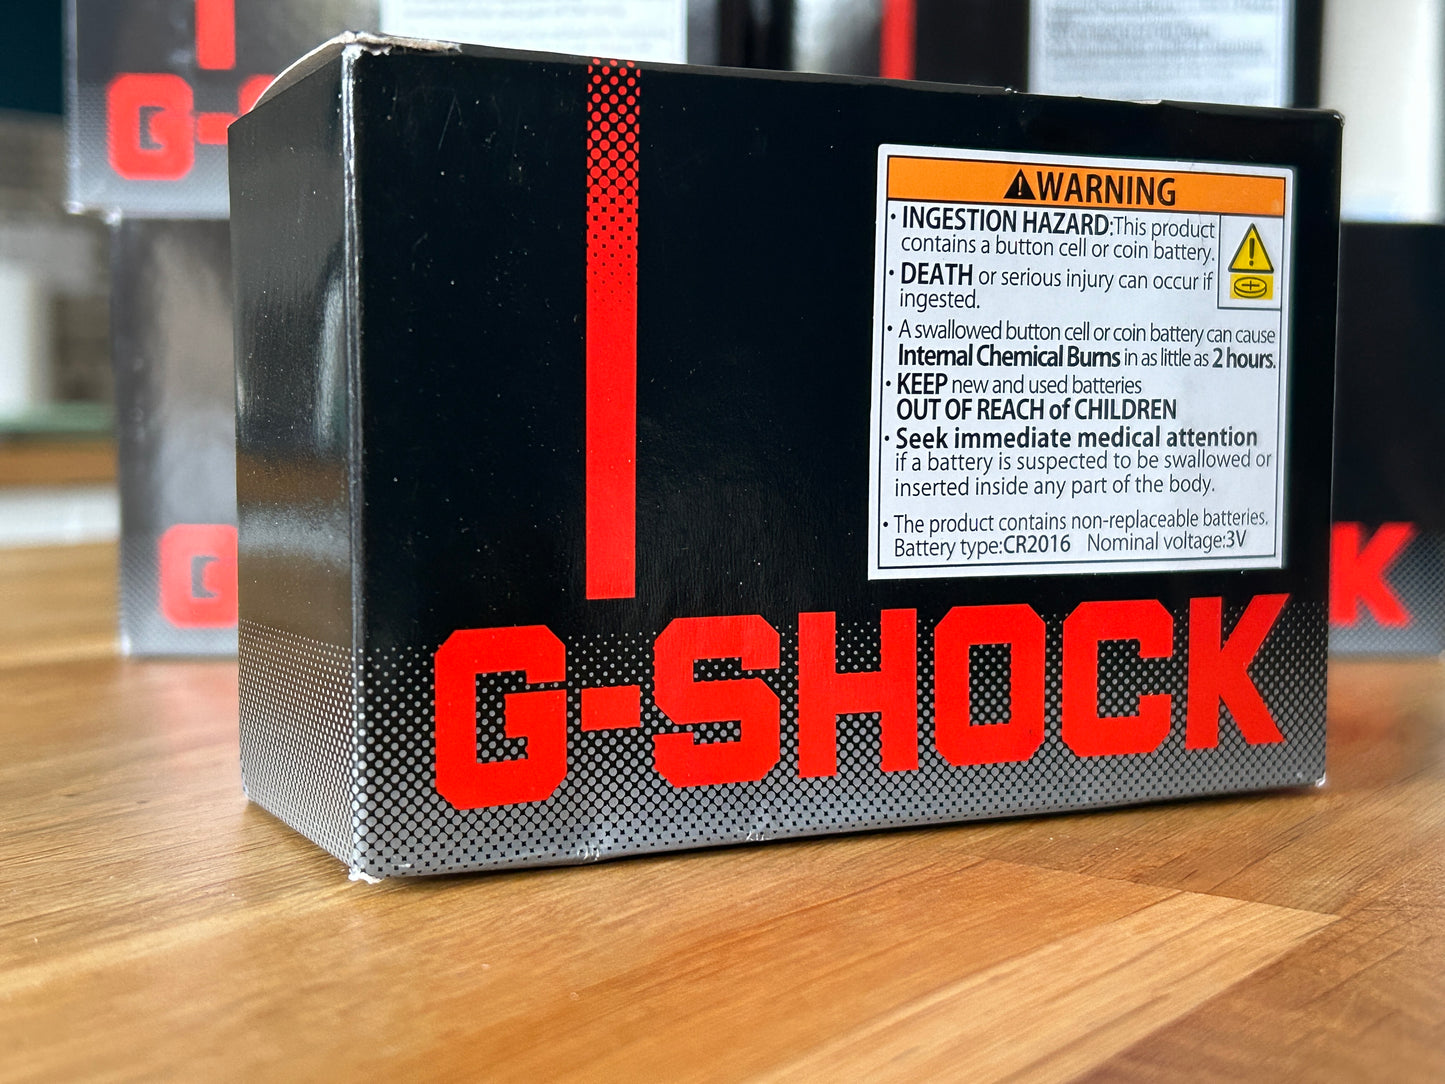 WARNING
· INGESTION HAZARD:This product
contains a button cell or coin battery.
· DEATH or serious injury can occur if
ingested.
· A swallowed button cell or coin battery can cause
Internal Chemical Burns in as little as 2 hours.
· KEEP new and used batteries
OUT OF REACH of CHILDREN
· Seek immediate medical attention
if a battery is suspected to be swallowed or
inserted inside any part of the body.
· The product contains non-replaceable batteries.
Battery type:CR2016 Nominal voltage:3V
G-SHOCK
G-
G
K